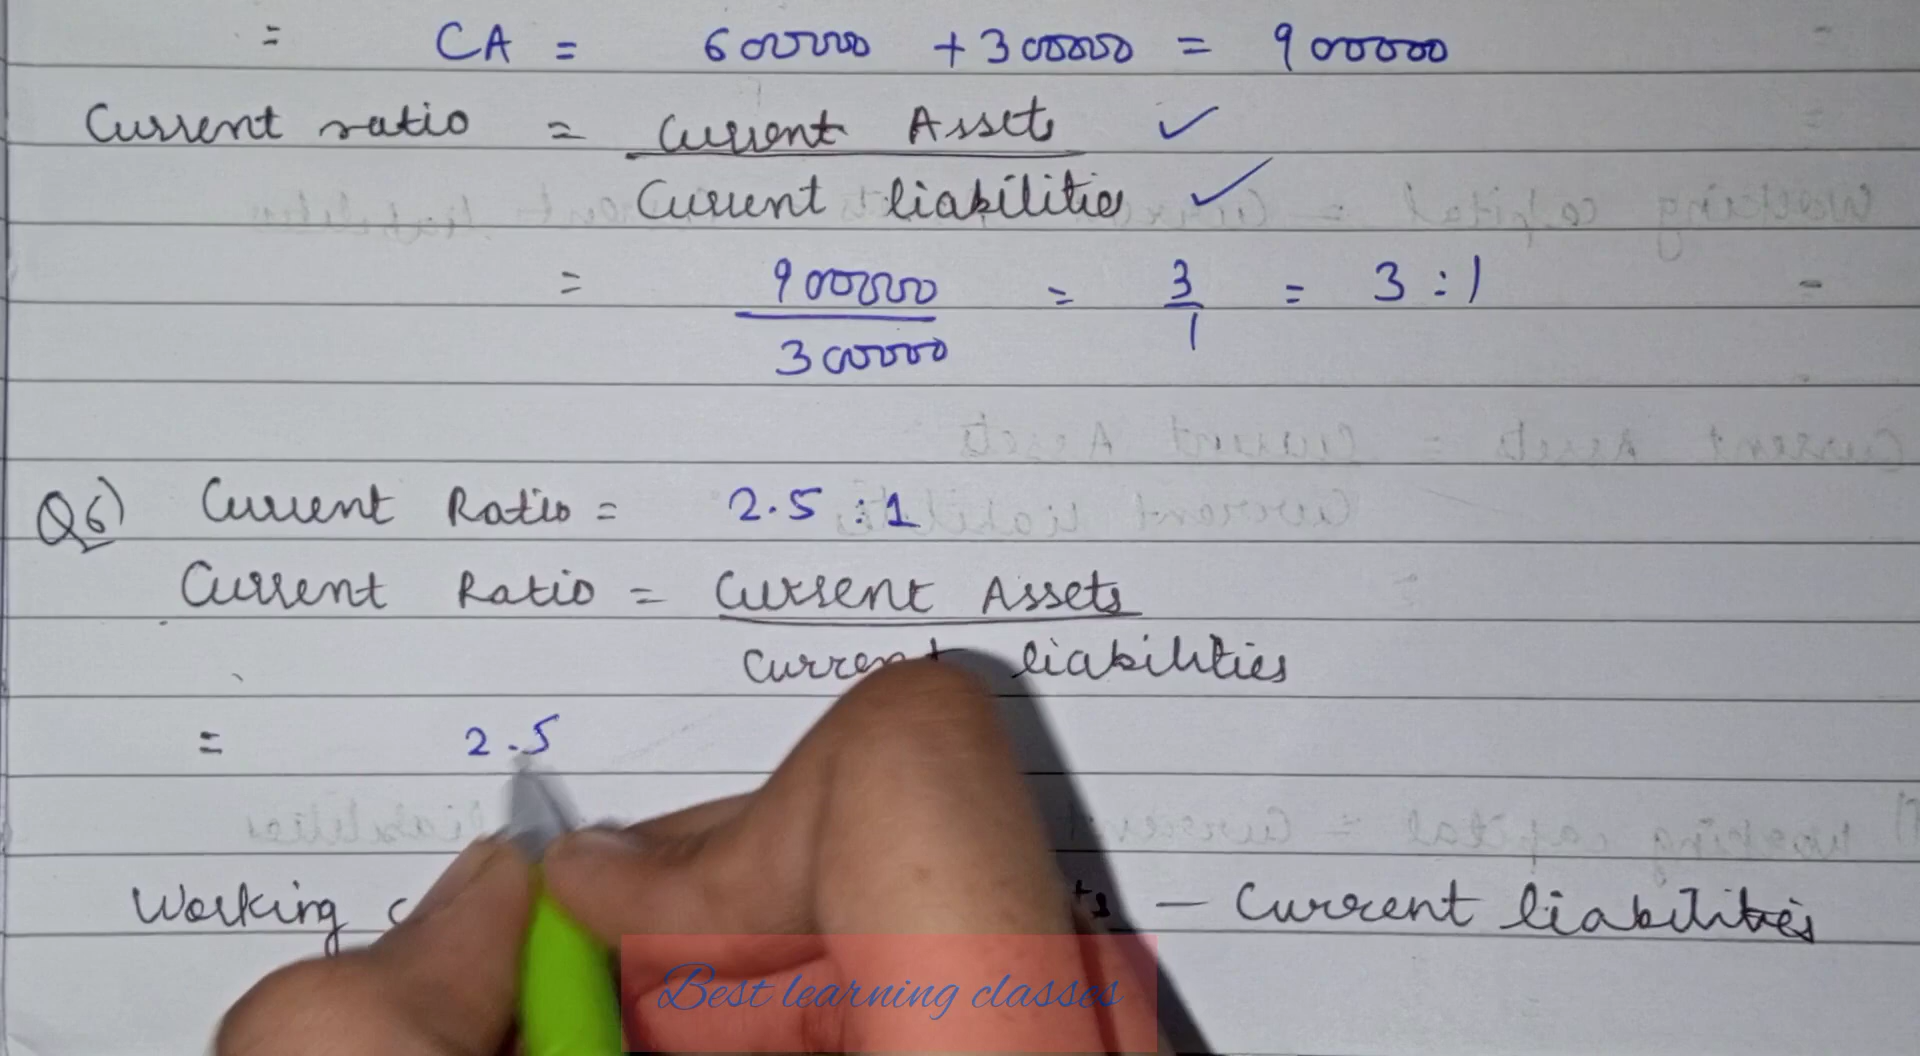 = CA = 600000 + 300000 = 900000
Current ratio = Current Assets ✓
Current liabilities ✓
= 900000 = 3 = 3 : 1
300000 1
Q6) Current Ratio = 2.5 : 1
Current Ratio = Current Assets
Current liabilities
= 2.5
Working - Current liabilities
Best learning classes